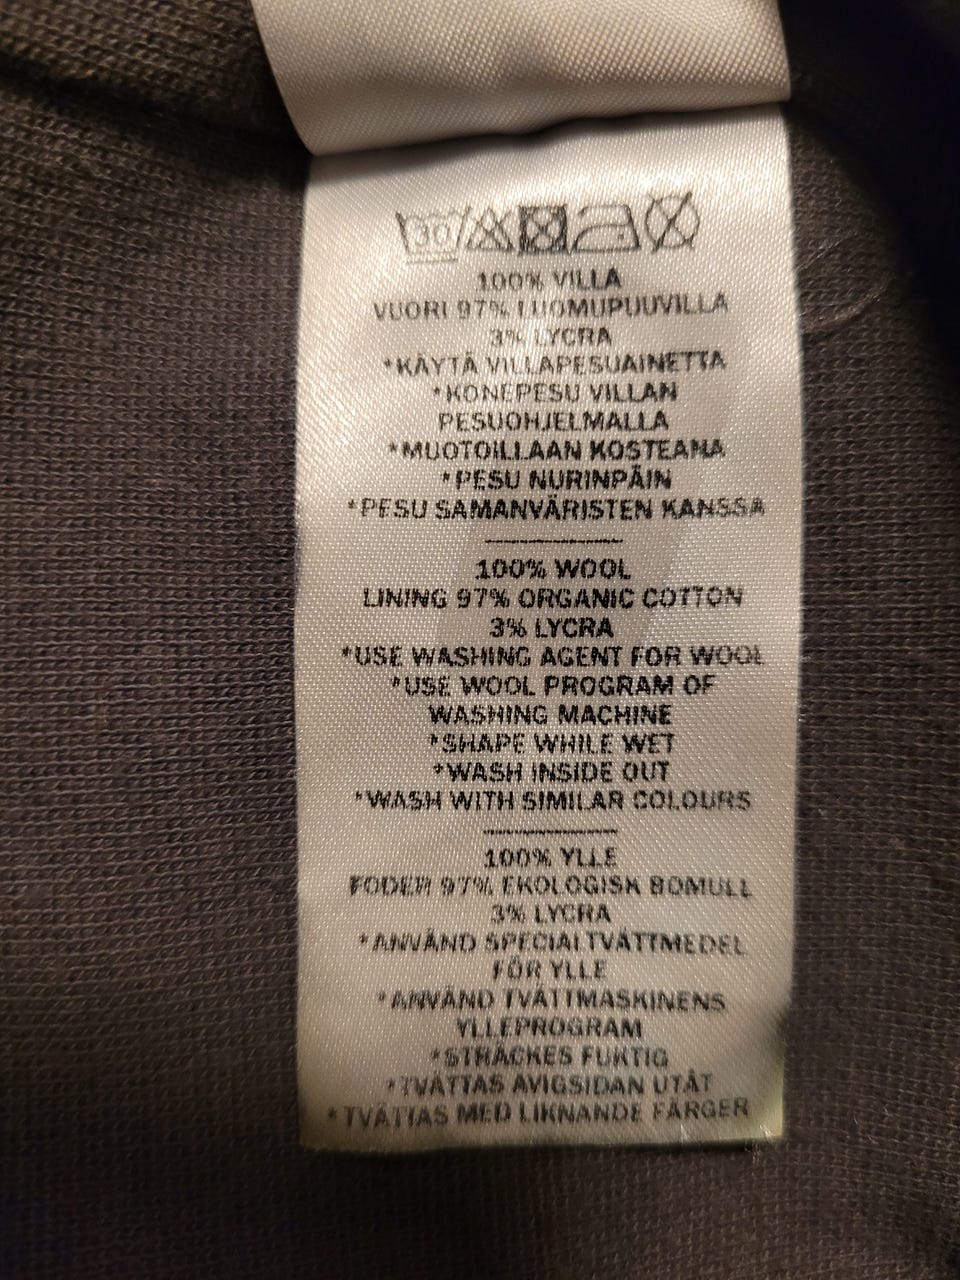 30
100% VILLA
VUORI 97% LUOMUPUUVILLA
3% LYCRA
*KÄYTÄ VILLAPESUAINETTA
*KONEPESU VILLAN
PESUOHJELMALLA
*MUOTOILLAAN KOSTEANA
*PESU NURINPÄIN
*PESU SAMANVÄRISTEN KANSSA
100% WOOL
LINING 97% ORGANIC COTTON
3% LYCRA
*USE WASHING AGENT FOR WOOL
*USE WOOL PROGRAM OF
WASHING MACHINE
*SHAPE WHILE WET
*WASH INSIDE OUT
*WASH WITH SIMILAR COLOURS
100% YLLE
FODER 97% EKOLOGISK BOMULL
3% LYCRA
*ANVÄND SPECIALTVÄTTMEDEL
FÖR YLLE
*ANVÄND TVÄTTMASKINENS
YLLEPROGRAM
*STRÄCKES FUKTIG
*TVÄTTAS AVIGSIDAN UTÅT
*TVÄTTAS MED LIKNANDE FÄRGER